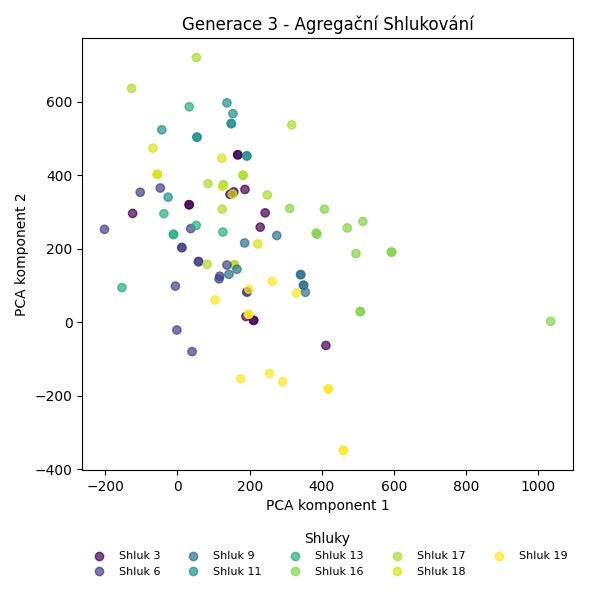 Generace 3 - Agregační Shlukování
PCA komponent 2
600
400
200
0
−200
−400
−200 0 200 400 600 800 1000
PCA komponent 1
Shluky
Shluk 3 Shluk 9 Shluk 13 Shluk 17 Shluk 19
Shluk 6 Shluk 11 Shluk 16 Shluk 18